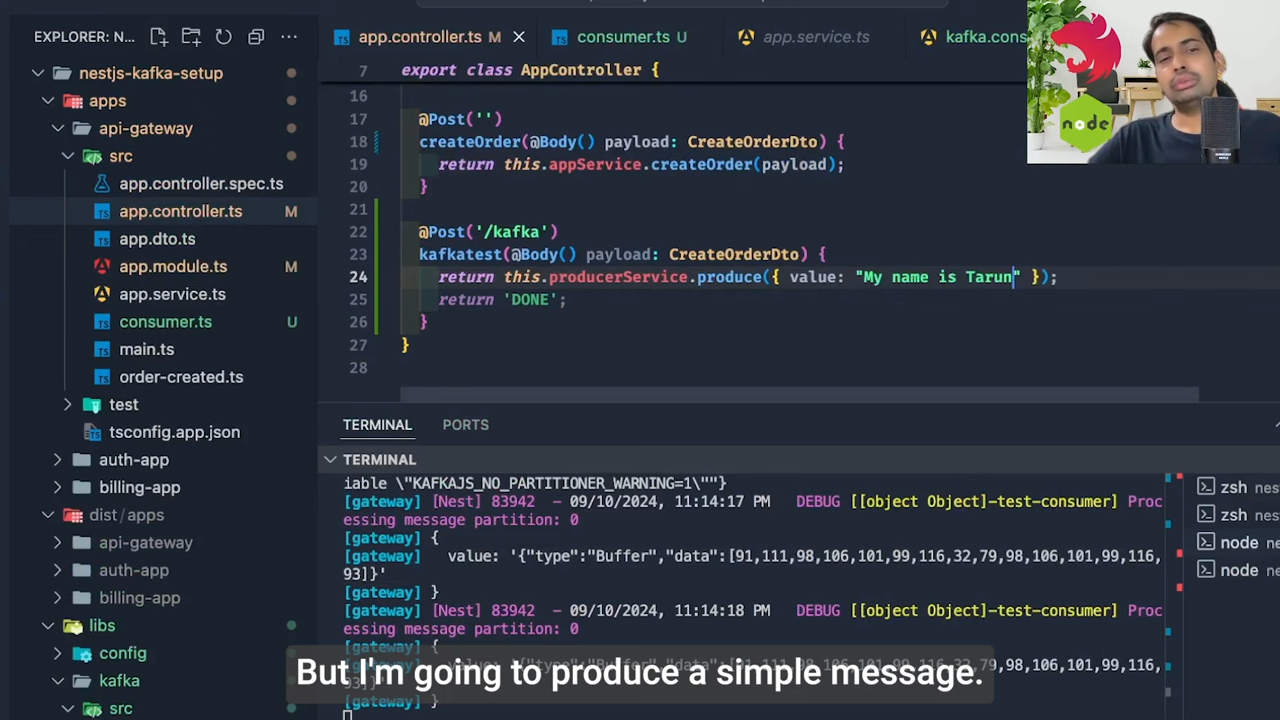 EXPLORER: N...
nestjs-kafka-setup
apps
api-gateway
src
app.controller.spec.ts
app.controller.ts M
app.dto.ts
app.module.ts M
app.service.ts
consumer.ts U
main.ts
order-created.ts
test
tsconfig.app.json
auth-app
billing-app
dist/apps
api-gateway
auth-app
billing-app
libs
config
kafka
src
app.controller.ts M
consumer.ts U
app.service.ts
kafka.cons
7 export class AppController {
16
17 @Post('')
18 createOrder(@Body() payload: CreateOrderDto) {
19 return this.appService.createOrder(payload);
20 }
21
22 @Post('/kafka')
23 kafkatest(@Body() payload: CreateOrderDto) {
24 return this.producerService.produce({ value: "My name is Tarun" });
25 return 'DONE';
26 }
27 }
28
node
TERMINAL PORTS
TERMINAL
iable \"KAFKAJS_NO_PARTITIONER_WARNING=1\""}
[gateway] [Nest] 83942 - 09/10/2024, 11:14:17 PM DEBUG [[object Object]-test-consumer] Proc
essing message partition: 0
[gateway] {
[gateway] value: '{"type":"Buffer","data":[91,111,98,106,101,99,116,32,79,98,106,101,99,116,
93]}'
[gateway] }
[gateway] [Nest] 83942 - 09/10/2024, 11:14:18 PM DEBUG [[object Object]-test-consumer] Proc
essing message partition: 0
[gateway] {
[gateway] }
zsh nes
zsh nes
node ne
node ne
But I'm going to produce a simple message.